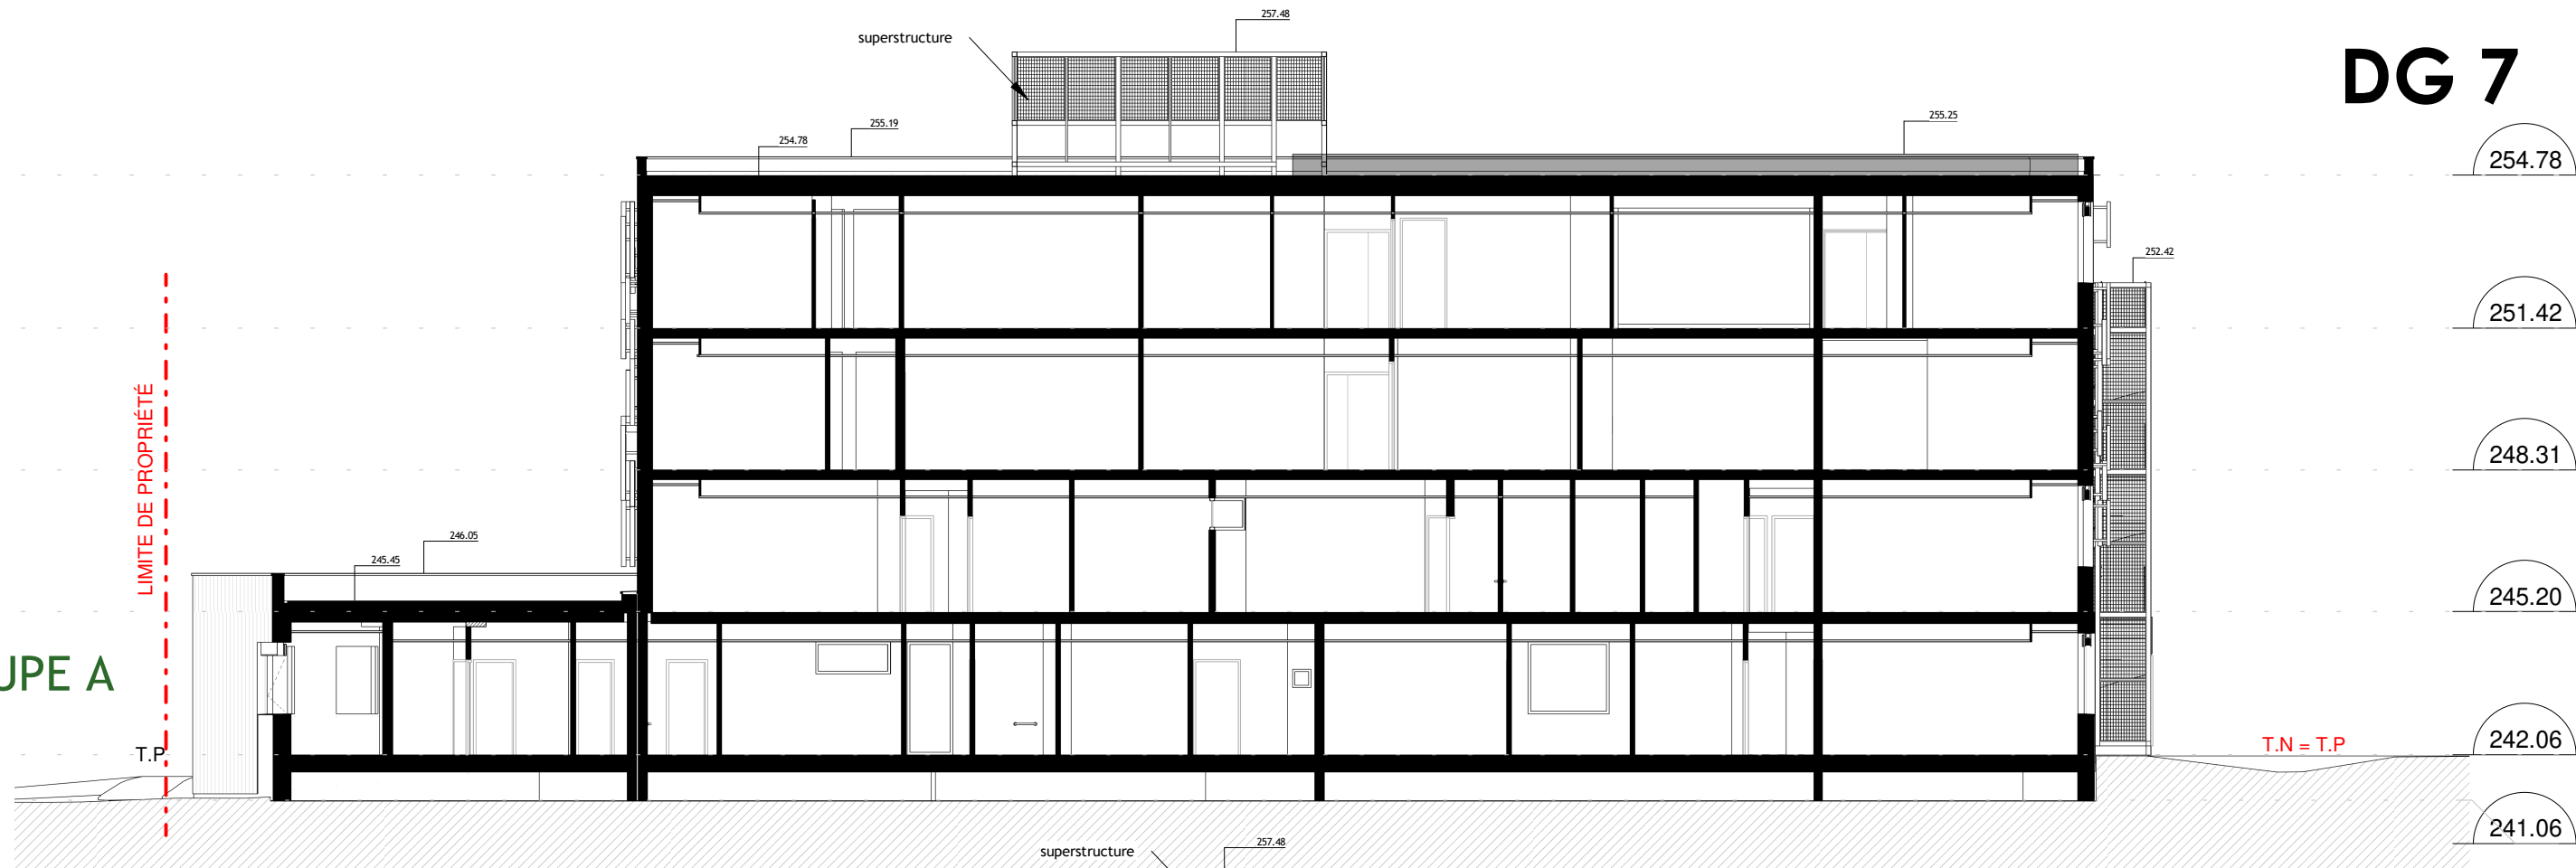 257.48
superstructure
DG 7
255.19
254.78
255.25
254.78
252.42
251.42
LIMITE DE PROPRIÉTÉ
248.31
246.05
245.45
245.20
UPE A
T.P
T.N = T.P
242.06
241.06
257.48
superstructure